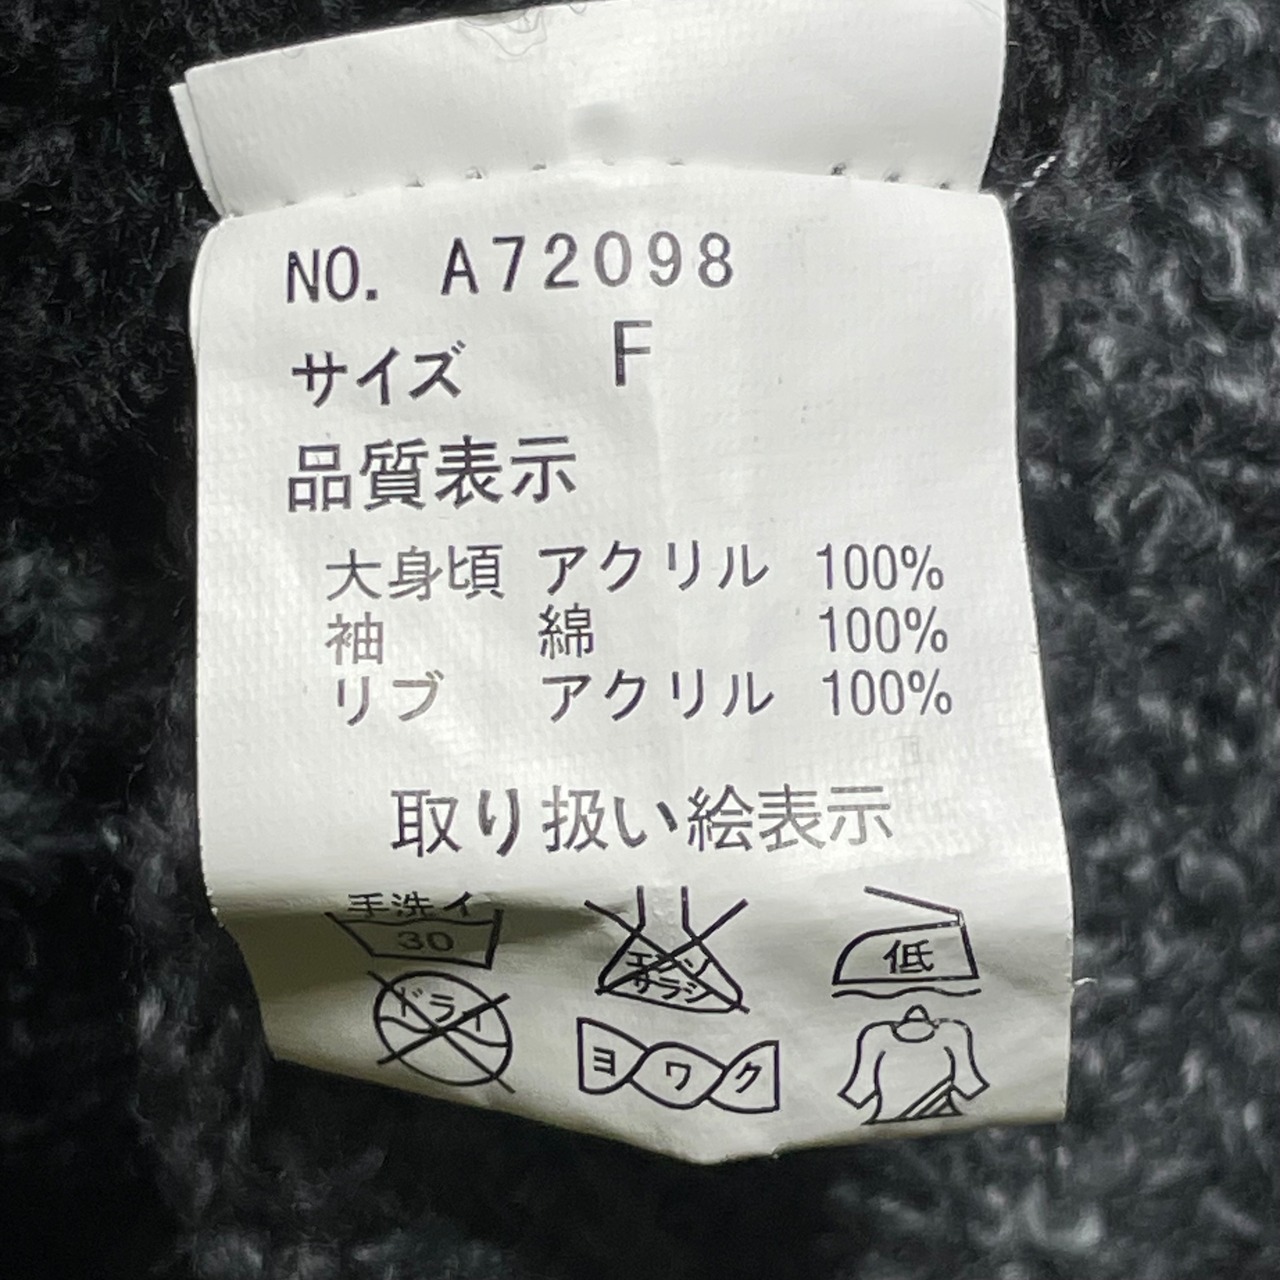 NO. A72098
サイズ F
品質表示
大身頃 アクリル 100%
袖 綿 100%
リブ アクリル 100%
取り扱い絵表示
手洗イ
30
エンソ
サラシ
低
ドライ
ヨワク